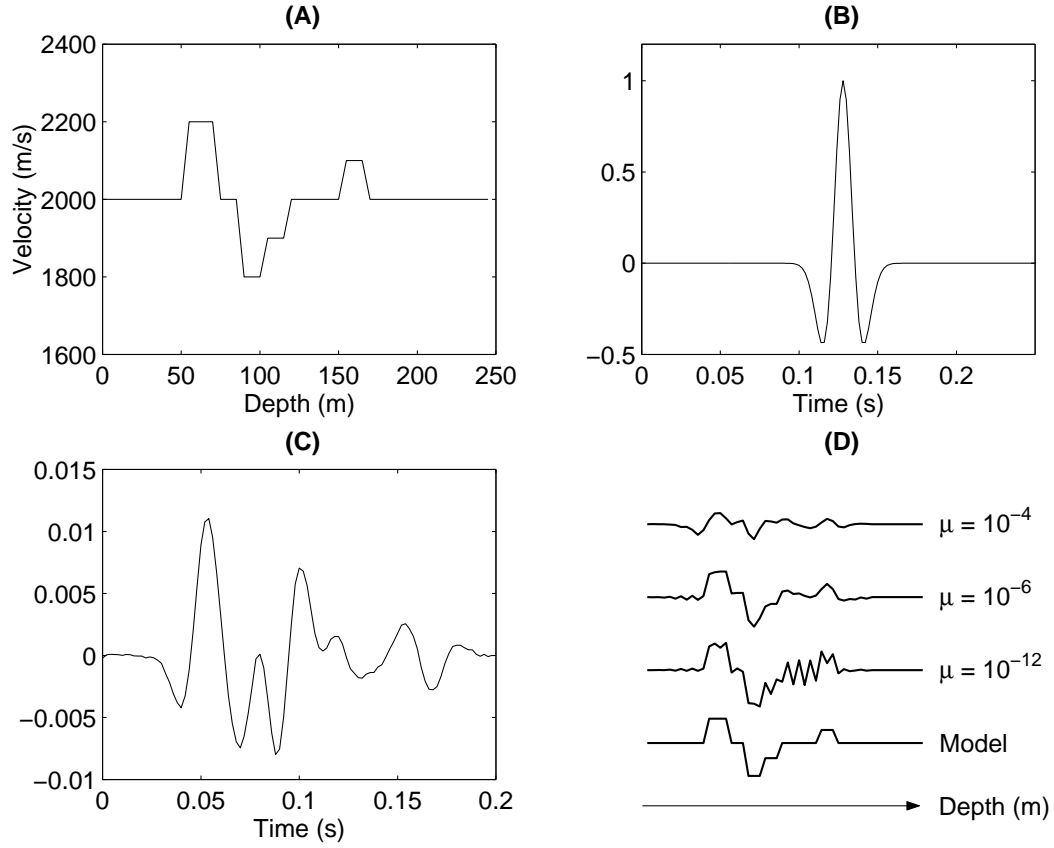 (A)
2400
2200
2000
1800
1600
Velocity (m/s)
0 50 100 150 200 250
Depth (m)
(B)
1
0.5
0
−0.5
0 0.05 0.1 0.15 0.2
Time (s)
(C)
0.015
0.01
0.005
0
−0.005
−0.01
0 0.05 0.1 0.15 0.2
Time (s)
(D)
μ = 10⁻⁴
μ = 10⁻⁶
μ = 10⁻¹²
Model
Depth (m)